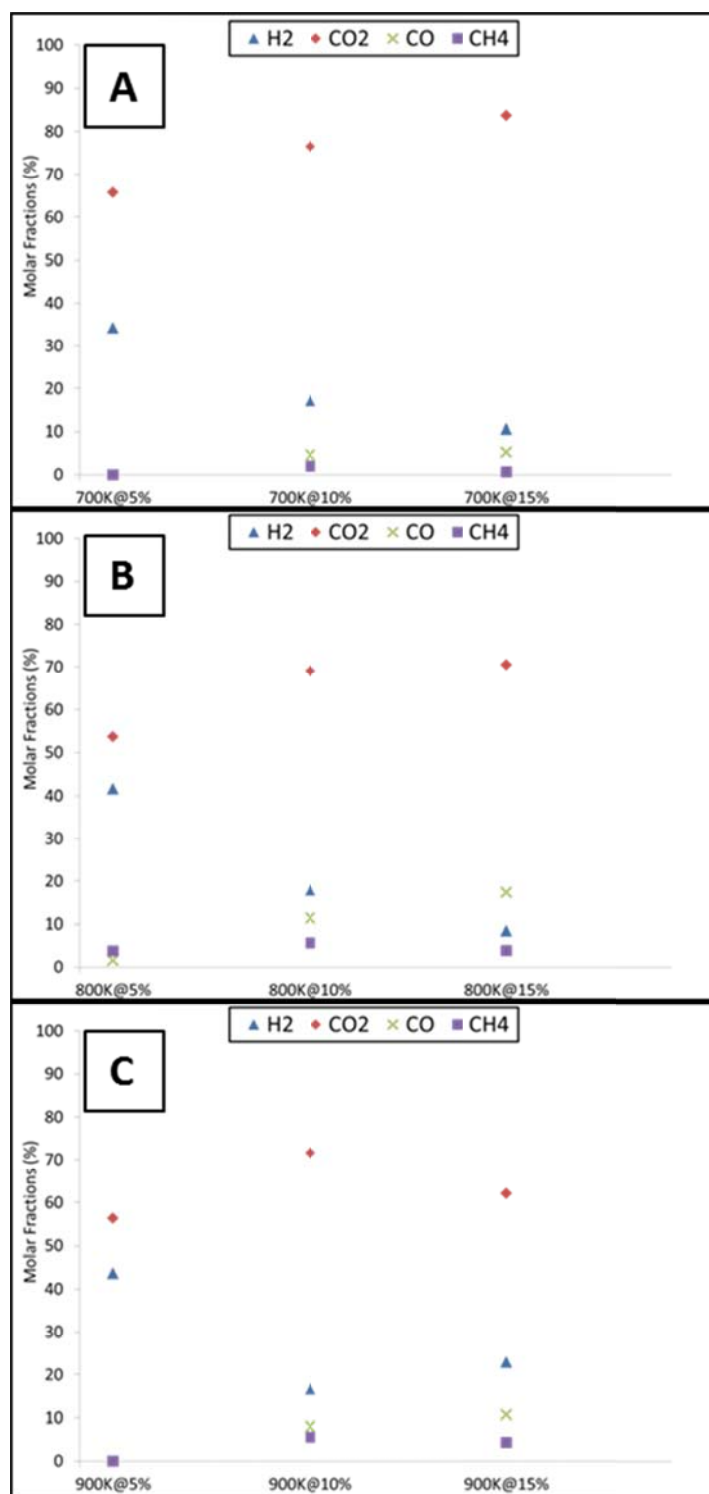 H2 CO2 CO CH4
A
Molar Fractions (%)
100
90
80
70
60
50
40
30
20
10
0
700K@5% 700K@10% 700K@15%
H2 CO2 CO CH4
B
Molar Fractions (%)
100
90
80
70
60
50
40
30
20
10
0
800K@5% 800K@10% 800K@15%
H2 CO2 CO CH4
C
Molar Fractions (%)
100
90
80
70
60
50
40
30
20
10
0
900K@5% 900K@10% 900K@15%